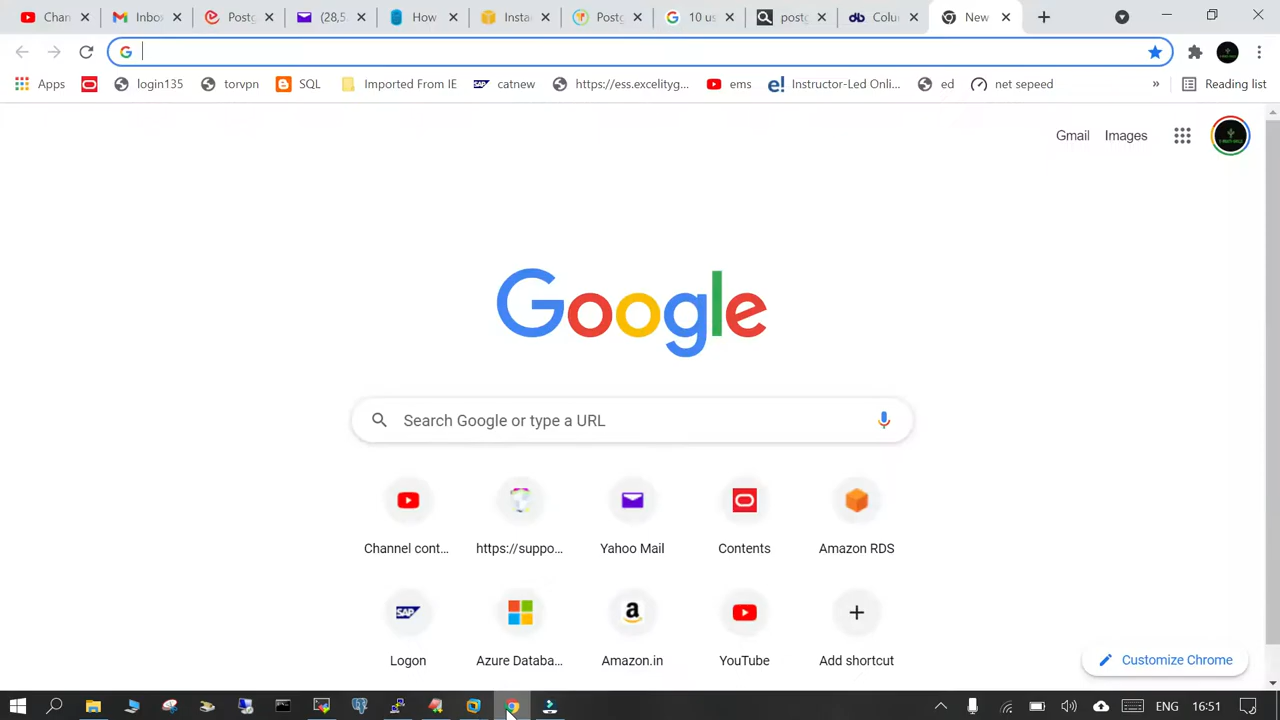 Chan
Inbo
Postg
(28,5
How
Insta
Postg
10 us
postg
Colu
New
Apps
login135
torvpn
SQL
Imported From IE
catnew
https://ess.excelityg...
ems
Instructor-Led Onli...
ed
net sepeed
»
Reading list
Gmail
Images
Google
Search Google or type a URL
Channel cont...
https://suppo...
Yahoo Mail
Contents
Amazon RDS
Logon
Azure Databa...
Amazon.in
YouTube
Add shortcut
Customize Chrome
ENG
16:51